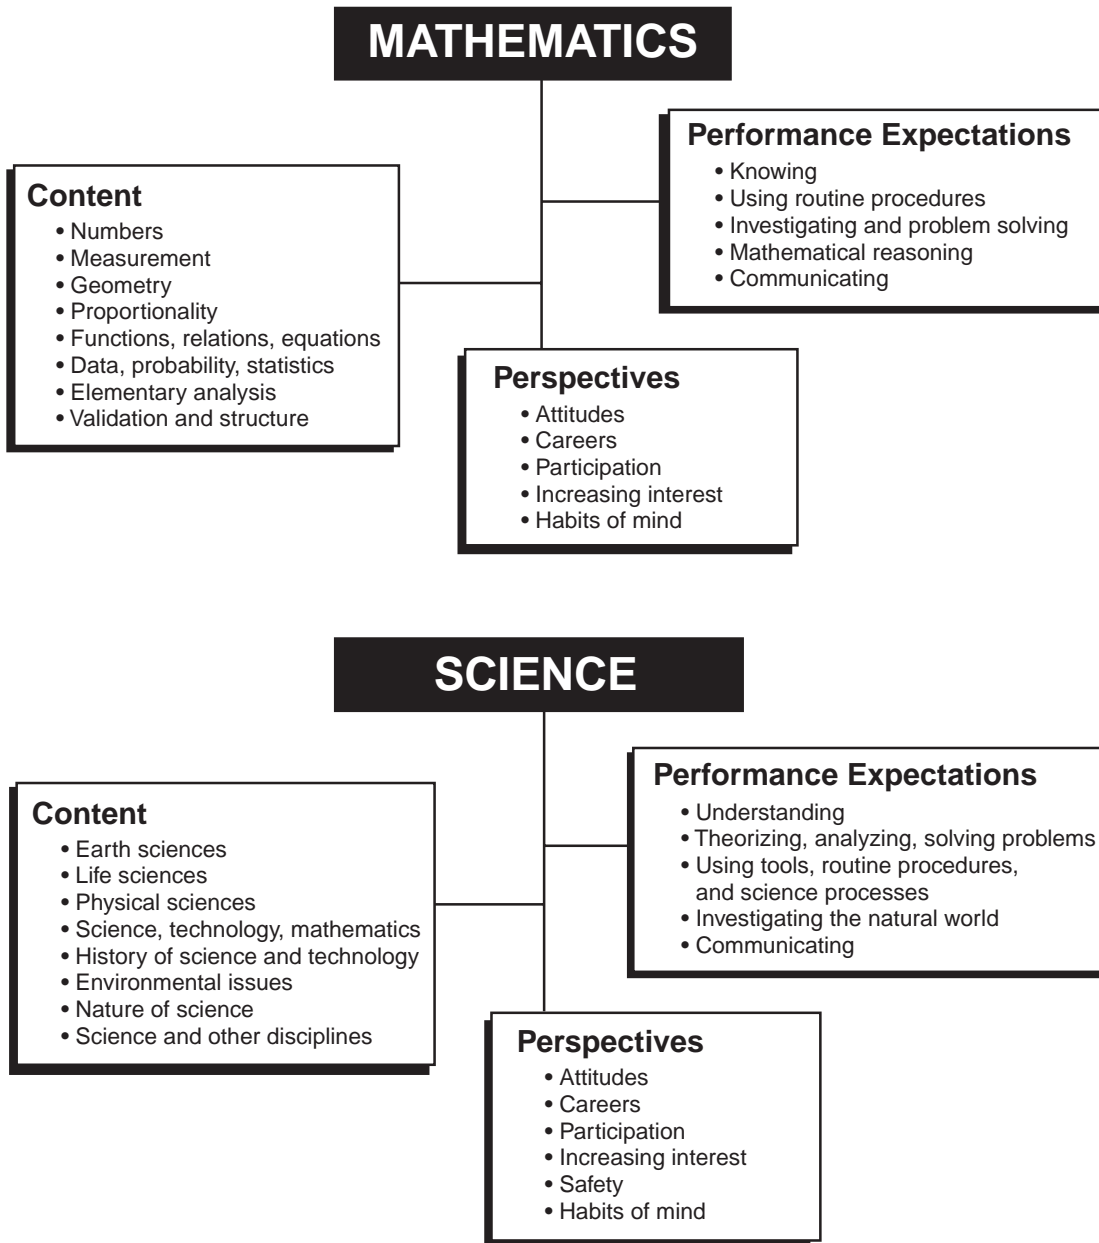 MATHEMATICS
Content
• Numbers
• Measurement
• Geometry
• Proportionality
• Functions, relations, equations
• Data, probability, statistics
• Elementary analysis
• Validation and structure
Performance Expectations
• Knowing
• Using routine procedures
• Investigating and problem solving
• Mathematical reasoning
• Communicating
Perspectives
• Attitudes
• Careers
• Participation
• Increasing interest
• Habits of mind
SCIENCE
Content
• Earth sciences
• Life sciences
• Physical sciences
• Science, technology, mathematics
• History of science and technology
• Environmental issues
• Nature of science
• Science and other disciplines
Performance Expectations
• Understanding
• Theorizing, analyzing, solving problems
• Using tools, routine procedures,
and science processes
• Investigating the natural world
• Communicating
Perspectives
• Attitudes
• Careers
• Participation
• Increasing interest
• Safety
• Habits of mind